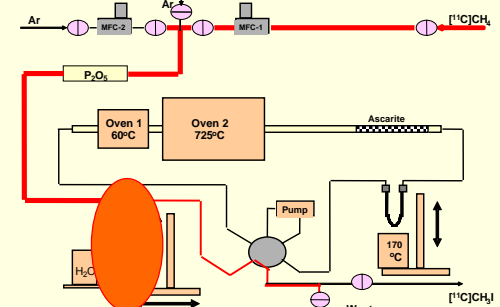 Ar
Ar
MFC-2
MFC-1
[¹¹C]CH₄
P₂O₅
Oven 1
60ºC
Oven 2
725ºC
Ascarite
Pump
170
ºC
H₂O
[¹¹C]CH₃I